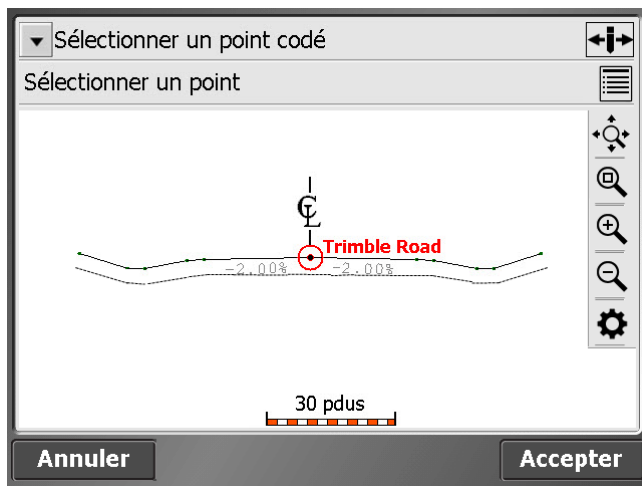 Sélectionner un point codé
Sélectionner un point
℄
Trimble Road
-2.00% -2.00%
30 pdus
Annuler Accepter